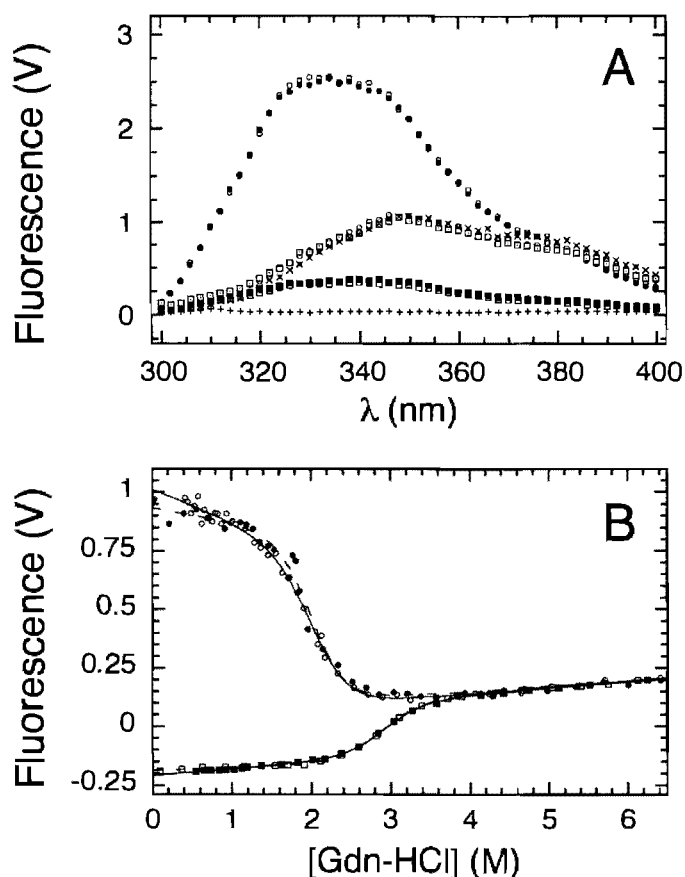 A
Fluorescence (V)
3
2
1
0
300 320 340 360 380 400
λ (nm)
B
Fluorescence (V)
1
0.75
0.5
0.25
0
-0.25
0 1 2 3 4 5 6
[Gdn-HCl] (M)